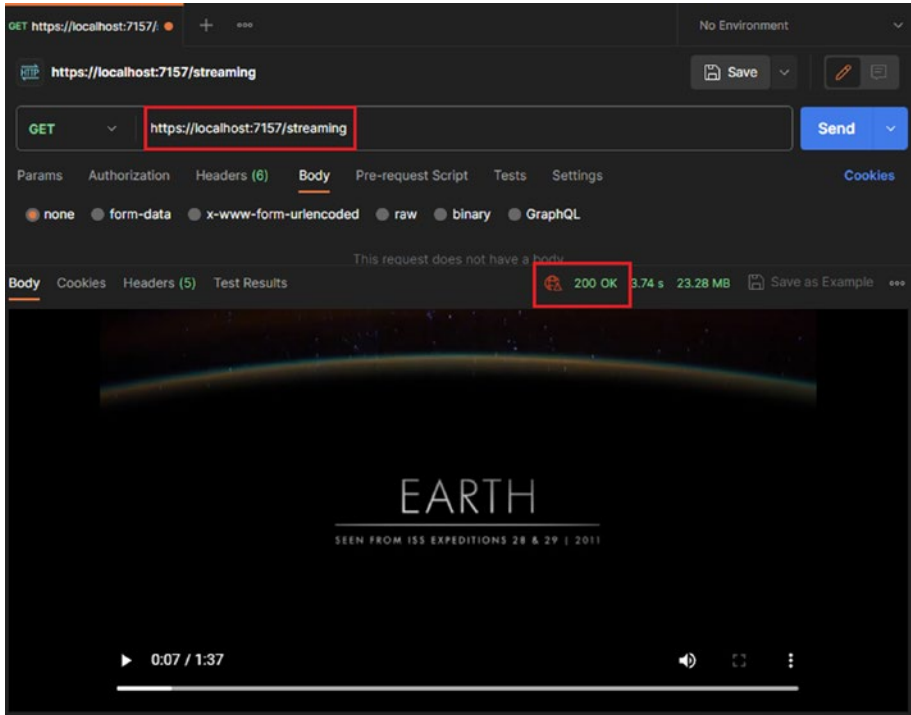 GET https://localhost:7157/s + ooo No Environment
HTTP https://localhost:7157/streaming Save
GET https://localhost:7157/streaming Send
Params Authorization Headers (6) Body Pre-request Script Tests Settings Cookies
none form-data x-www-form-urlencoded raw binary GraphQL
This request does not have a body
Body Cookies Headers (5) Test Results 200 OK 3.74 s 23.28 MB Save as Example ooo
EARTH
SEEN FROM ISS EXPEDITIONS 28 & 29 | 2011
0:07 / 1:37